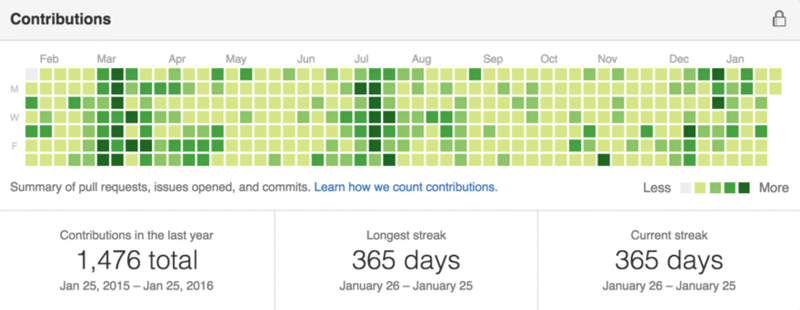 Contributions
Feb Mar Apr May Jun Jul Aug Sep Oct Nov Dec Jan
M
W
F
Summary of pull requests, issues opened, and commits. Learn how we count contributions.
Less More
Contributions in the last year
1,476 total
Jan 25, 2015 – Jan 25, 2016
Longest streak
365 days
January 26 – January 25
Current streak
365 days
January 26 – January 25